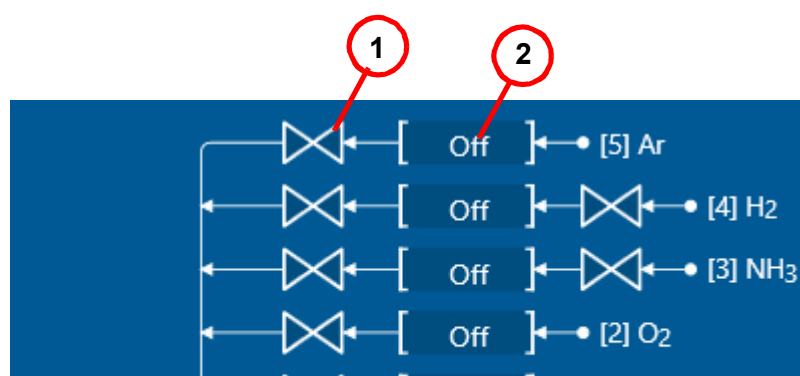 1 2
Off [5] Ar
Off [4] H2
Off [3] NH3
Off [2] O2